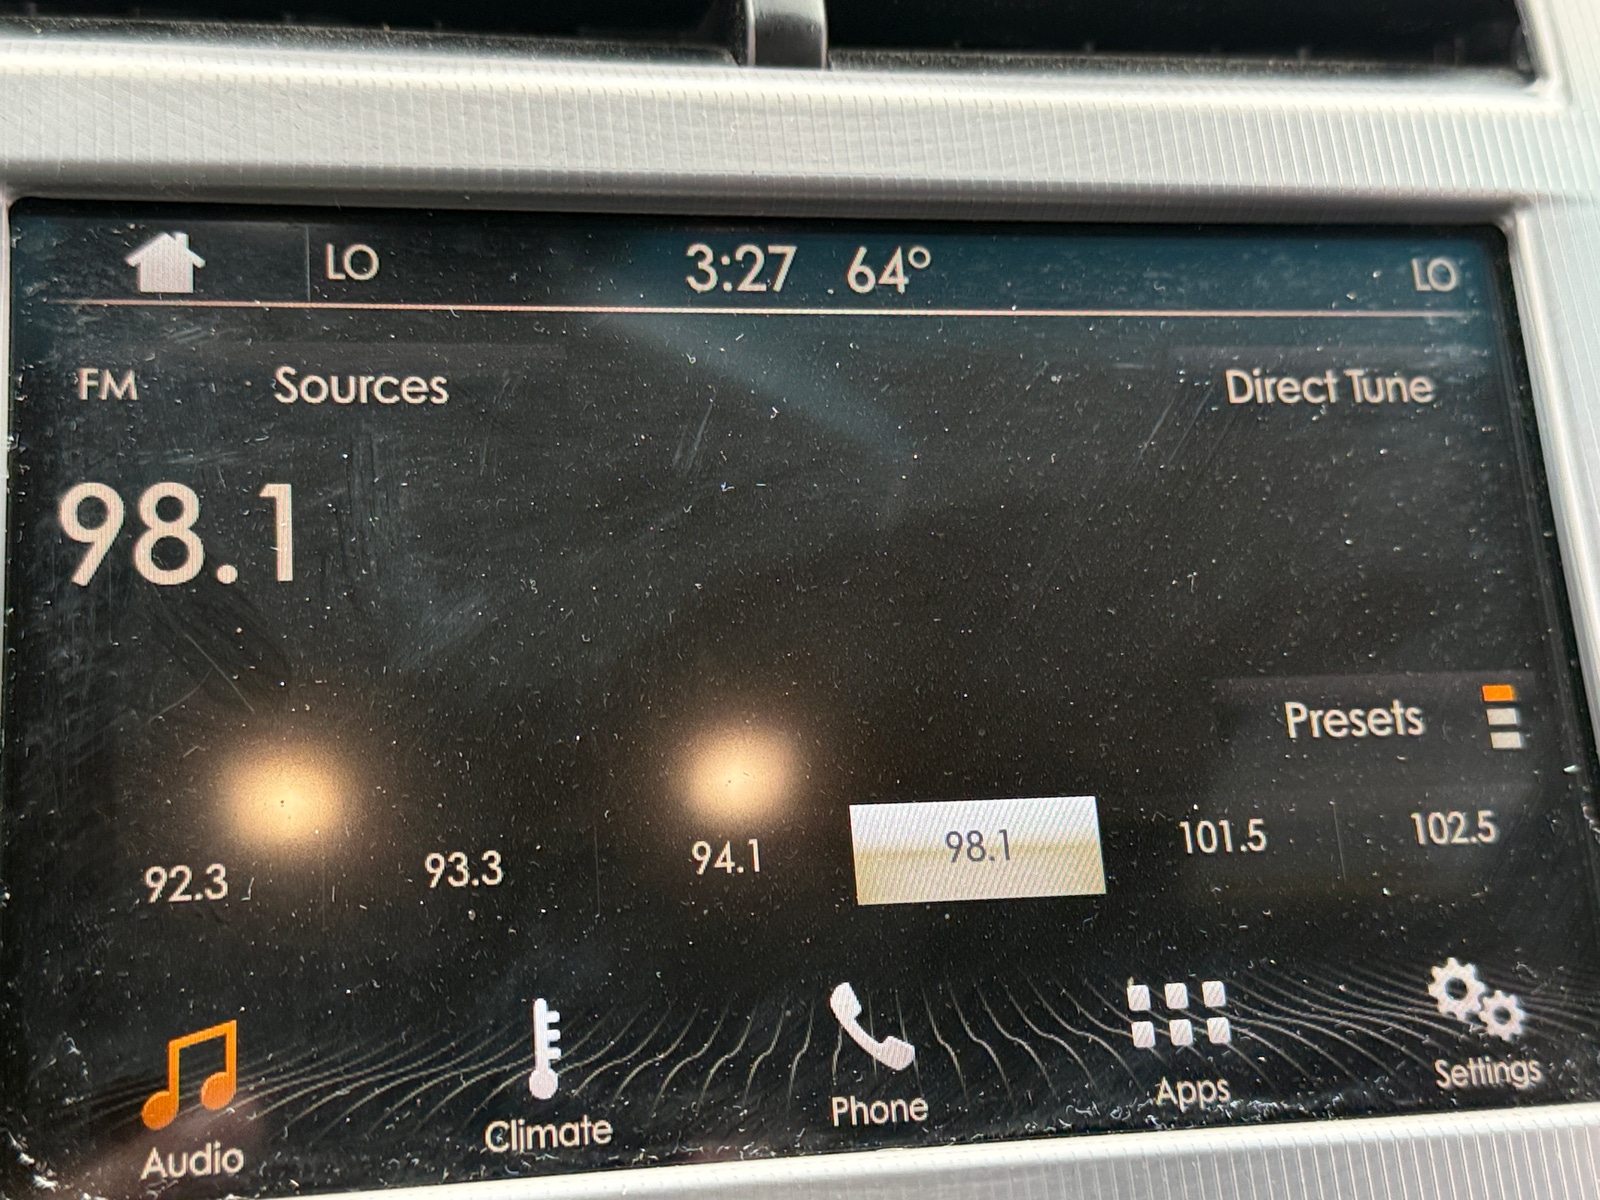 LO 3:27 64° LO
FM Sources Direct Tune
98.1
Presets
92.3 93.3 94.1 98.1 101.5 102.5
Audio Climate Phone Apps Settings